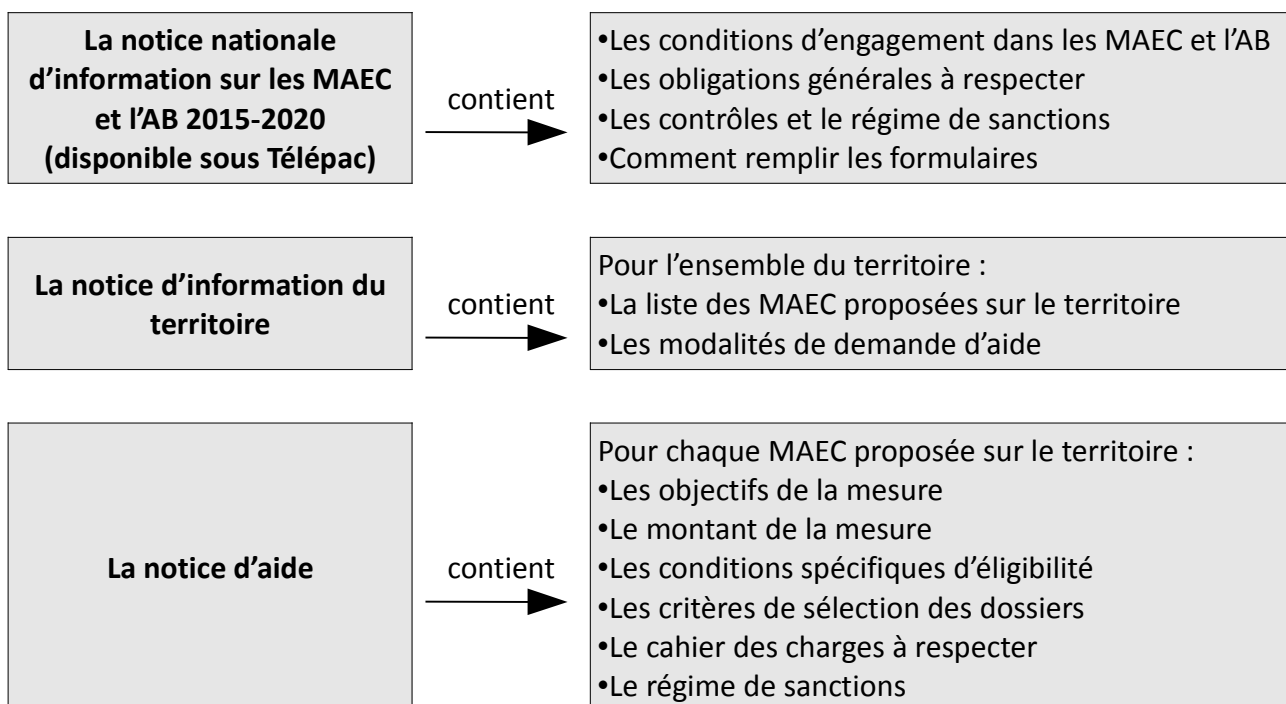 La notice nationale
d’information sur les MAEC
et l’AB 2015-2020
(disponible sous Télépac)
contient
•Les conditions d’engagement dans les MAEC et l’AB
•Les obligations générales à respecter
•Les contrôles et le régime de sanctions
•Comment remplir les formulaires
La notice d’information du
territoire
contient
Pour l’ensemble du territoire :
•La liste des MAEC proposées sur le territoire
•Les modalités de demande d’aide
La notice d’aide
contient
Pour chaque MAEC proposée sur le territoire :
•Les objectifs de la mesure
•Le montant de la mesure
•Les conditions spécifiques d’éligibilité
•Les critères de sélection des dossiers
•Le cahier des charges à respecter
•Le régime de sanctions